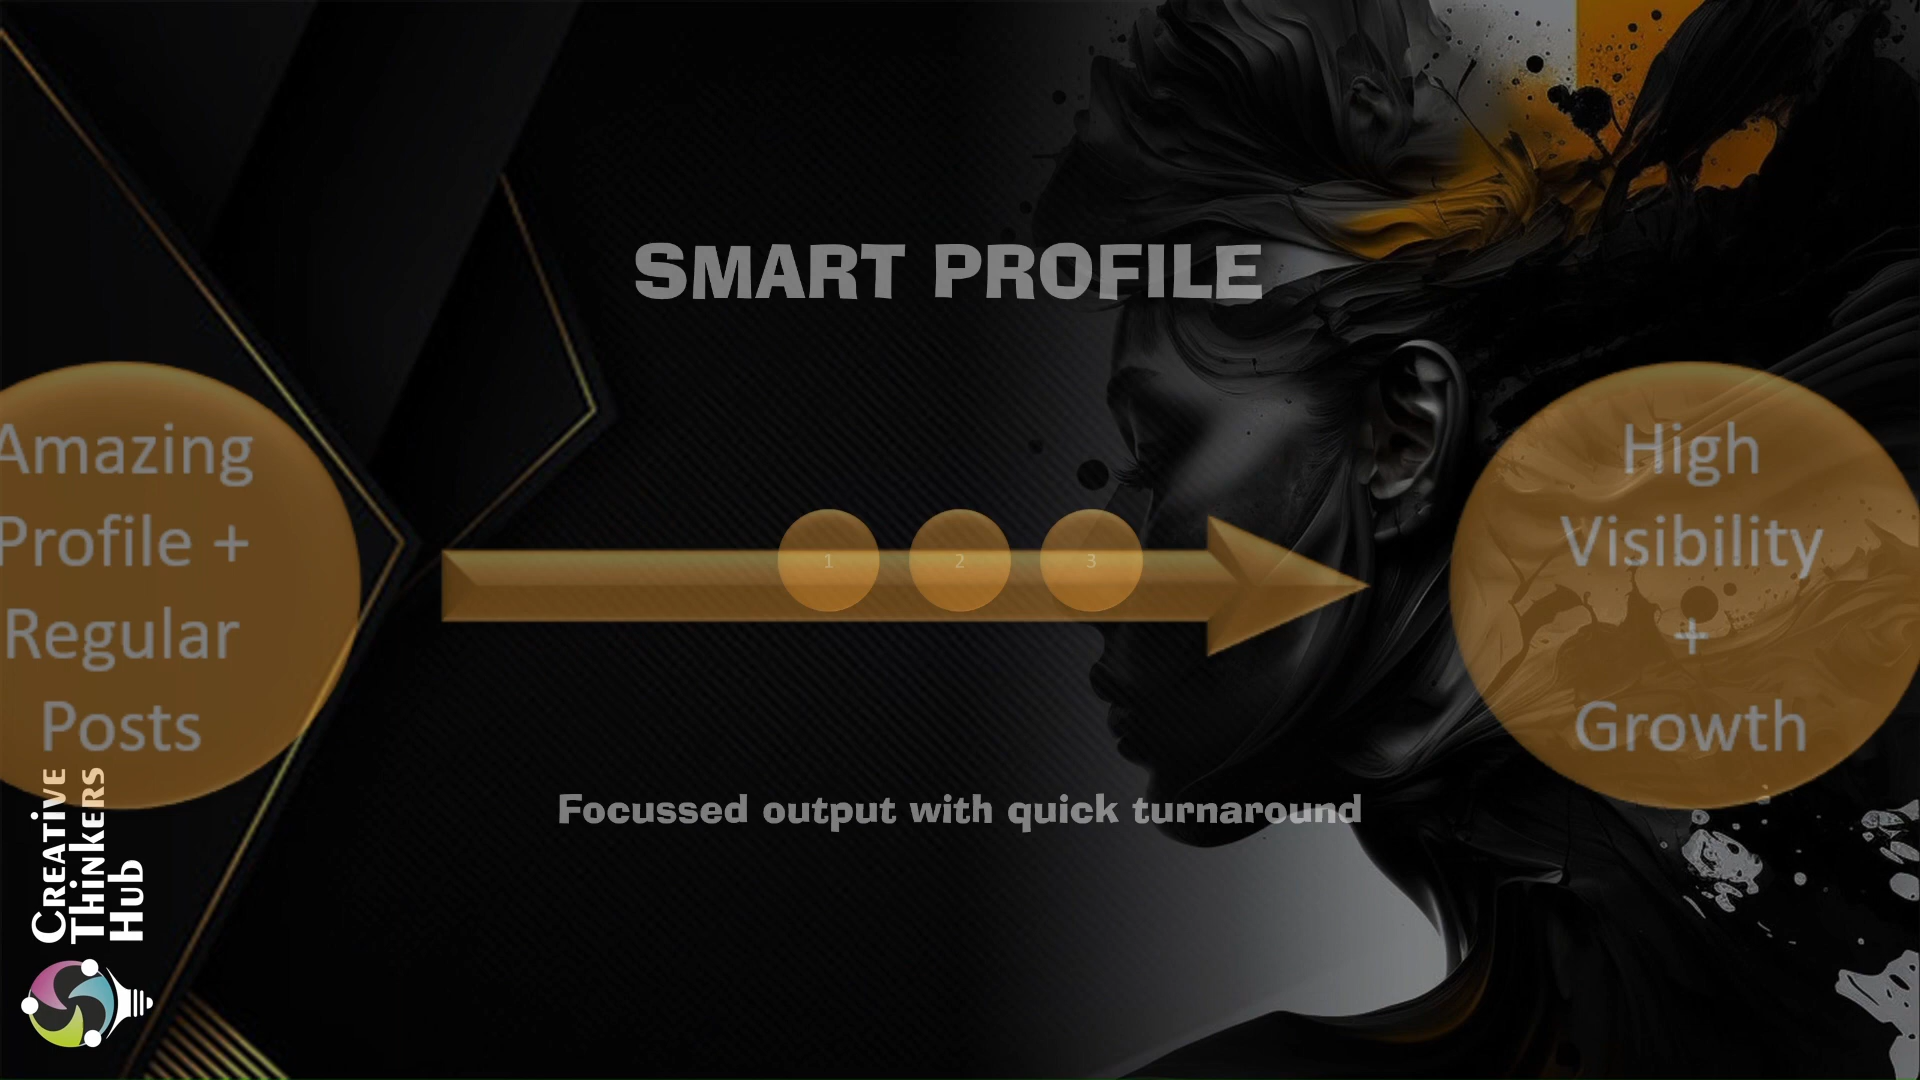 SMART PROFILE
Amazing
Profile +
Regular
Posts
1
2
3
High
Visibility
+
Growth
Focussed output with quick turnaround
CREATIVE
THINKERS
HUB